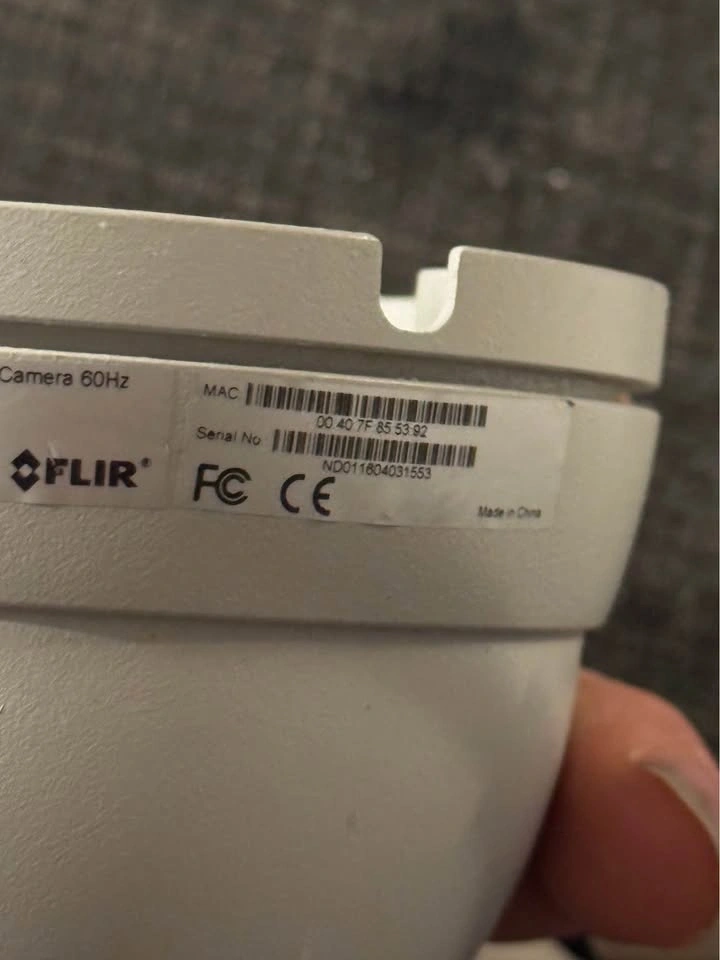 Camera 60Hz
MAC
00 40 7F 85 53 92
Serial No
ND011604031553
FLIR®
FC CE
Made in China